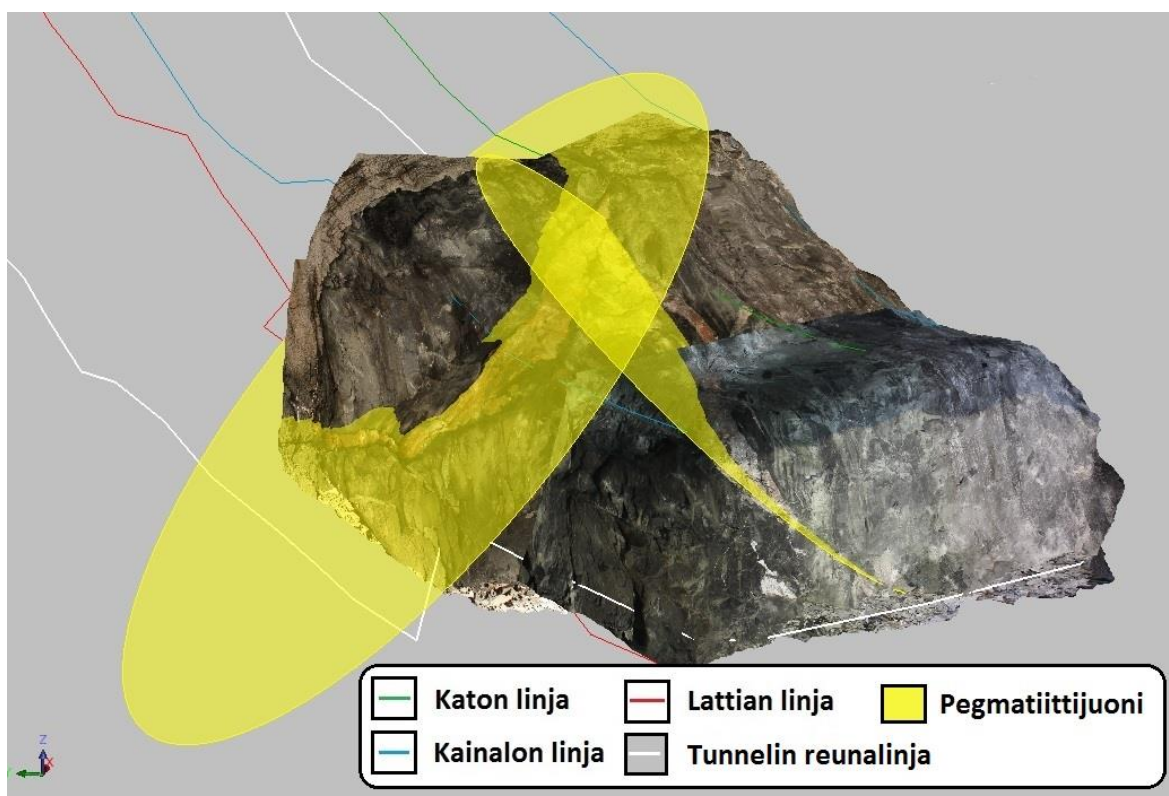 Katon linja
Lattian linja
Pegmatiittijuoni
Kainalon linja
Tunnelin reunalinja
Z
Y
X